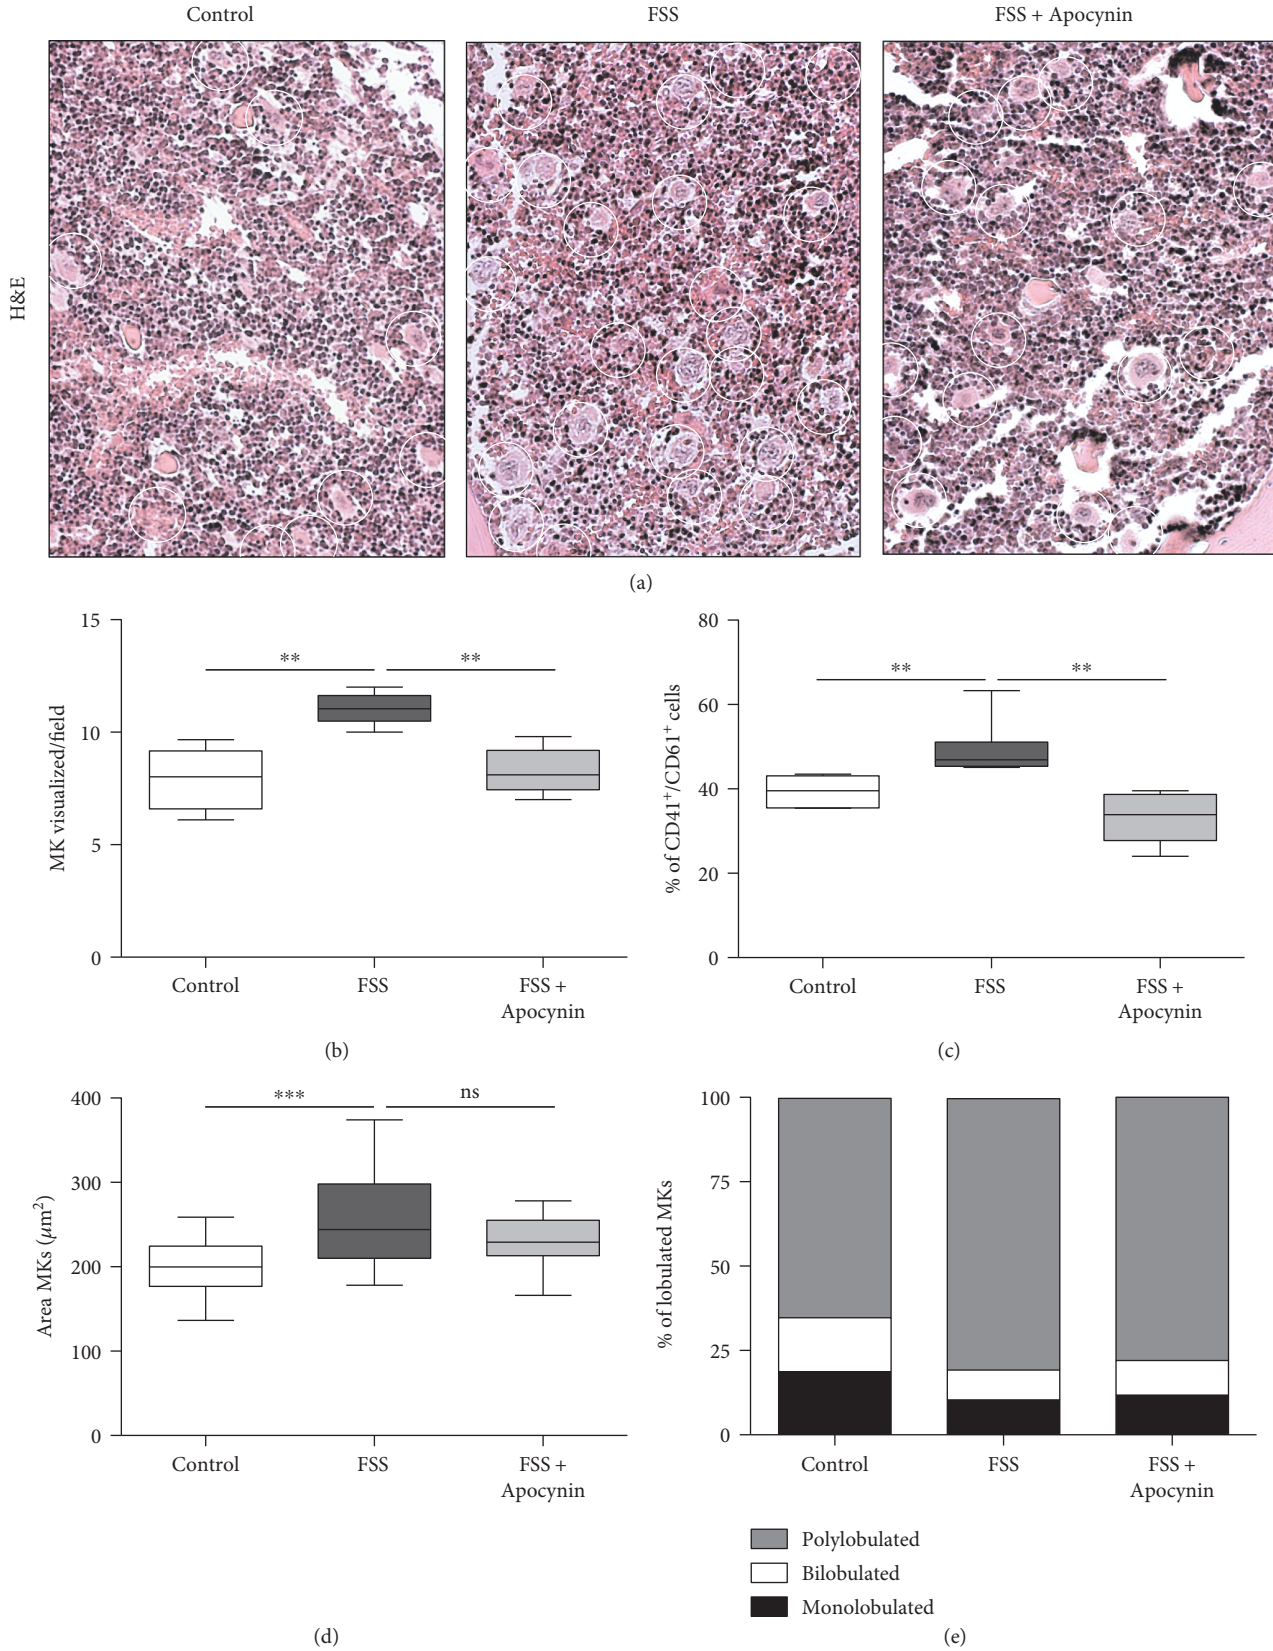 Control
FSS
FSS + Apocynin
H&E
(a)
15
10
5
0
MK visualized/field
**
**
Control
FSS
FSS +
Apocynin
(b)
80
60
40
20
0
% of CD41⁺/CD61⁺ cells
**
**
Control
FSS
FSS +
Apocynin
(c)
400
300
200
100
0
Area MKs (μm²)
***
ns
Control
FSS
FSS +
Apocynin
(d)
100
75
50
25
0
% of lobulated MKs
Control
FSS
FSS +
Apocynin
Polylobulated
Bilobulated
Monolobulated
(e)